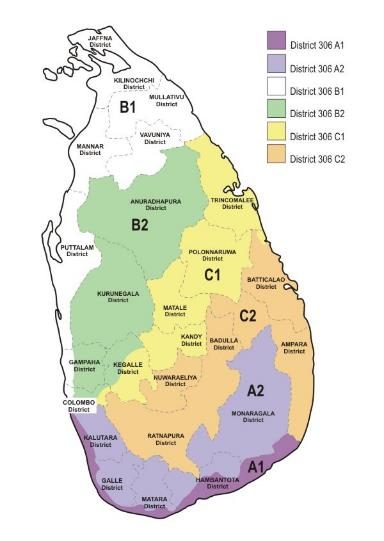 JAFFNA
District
KILINOCHCHI
District
MULLATIVU
District
B1
VAVUNIYA
District
MANNAR
District
ANURADHAPURA
District
TRINCOMALEE
District
B2
PUTTALAM
District
POLONNARUWA
District
C1
BATTICALAO
District
KURUNEGALA
District
MATALE
District
C2
KANDY
District
BADULLA
District
AMPARA
District
GAMPAHA
District
KEGALLE
District
NUWARAELIYA
District
A2
COLOMBO
District
MONARAGALA
District
KALUTARA
District
RATNAPURA
District
A1
GALLE
District
HAMBANTOTA
District
MATARA
District
District 306 A1
District 306 A2
District 306 B1
District 306 B2
District 306 C1
District 306 C2